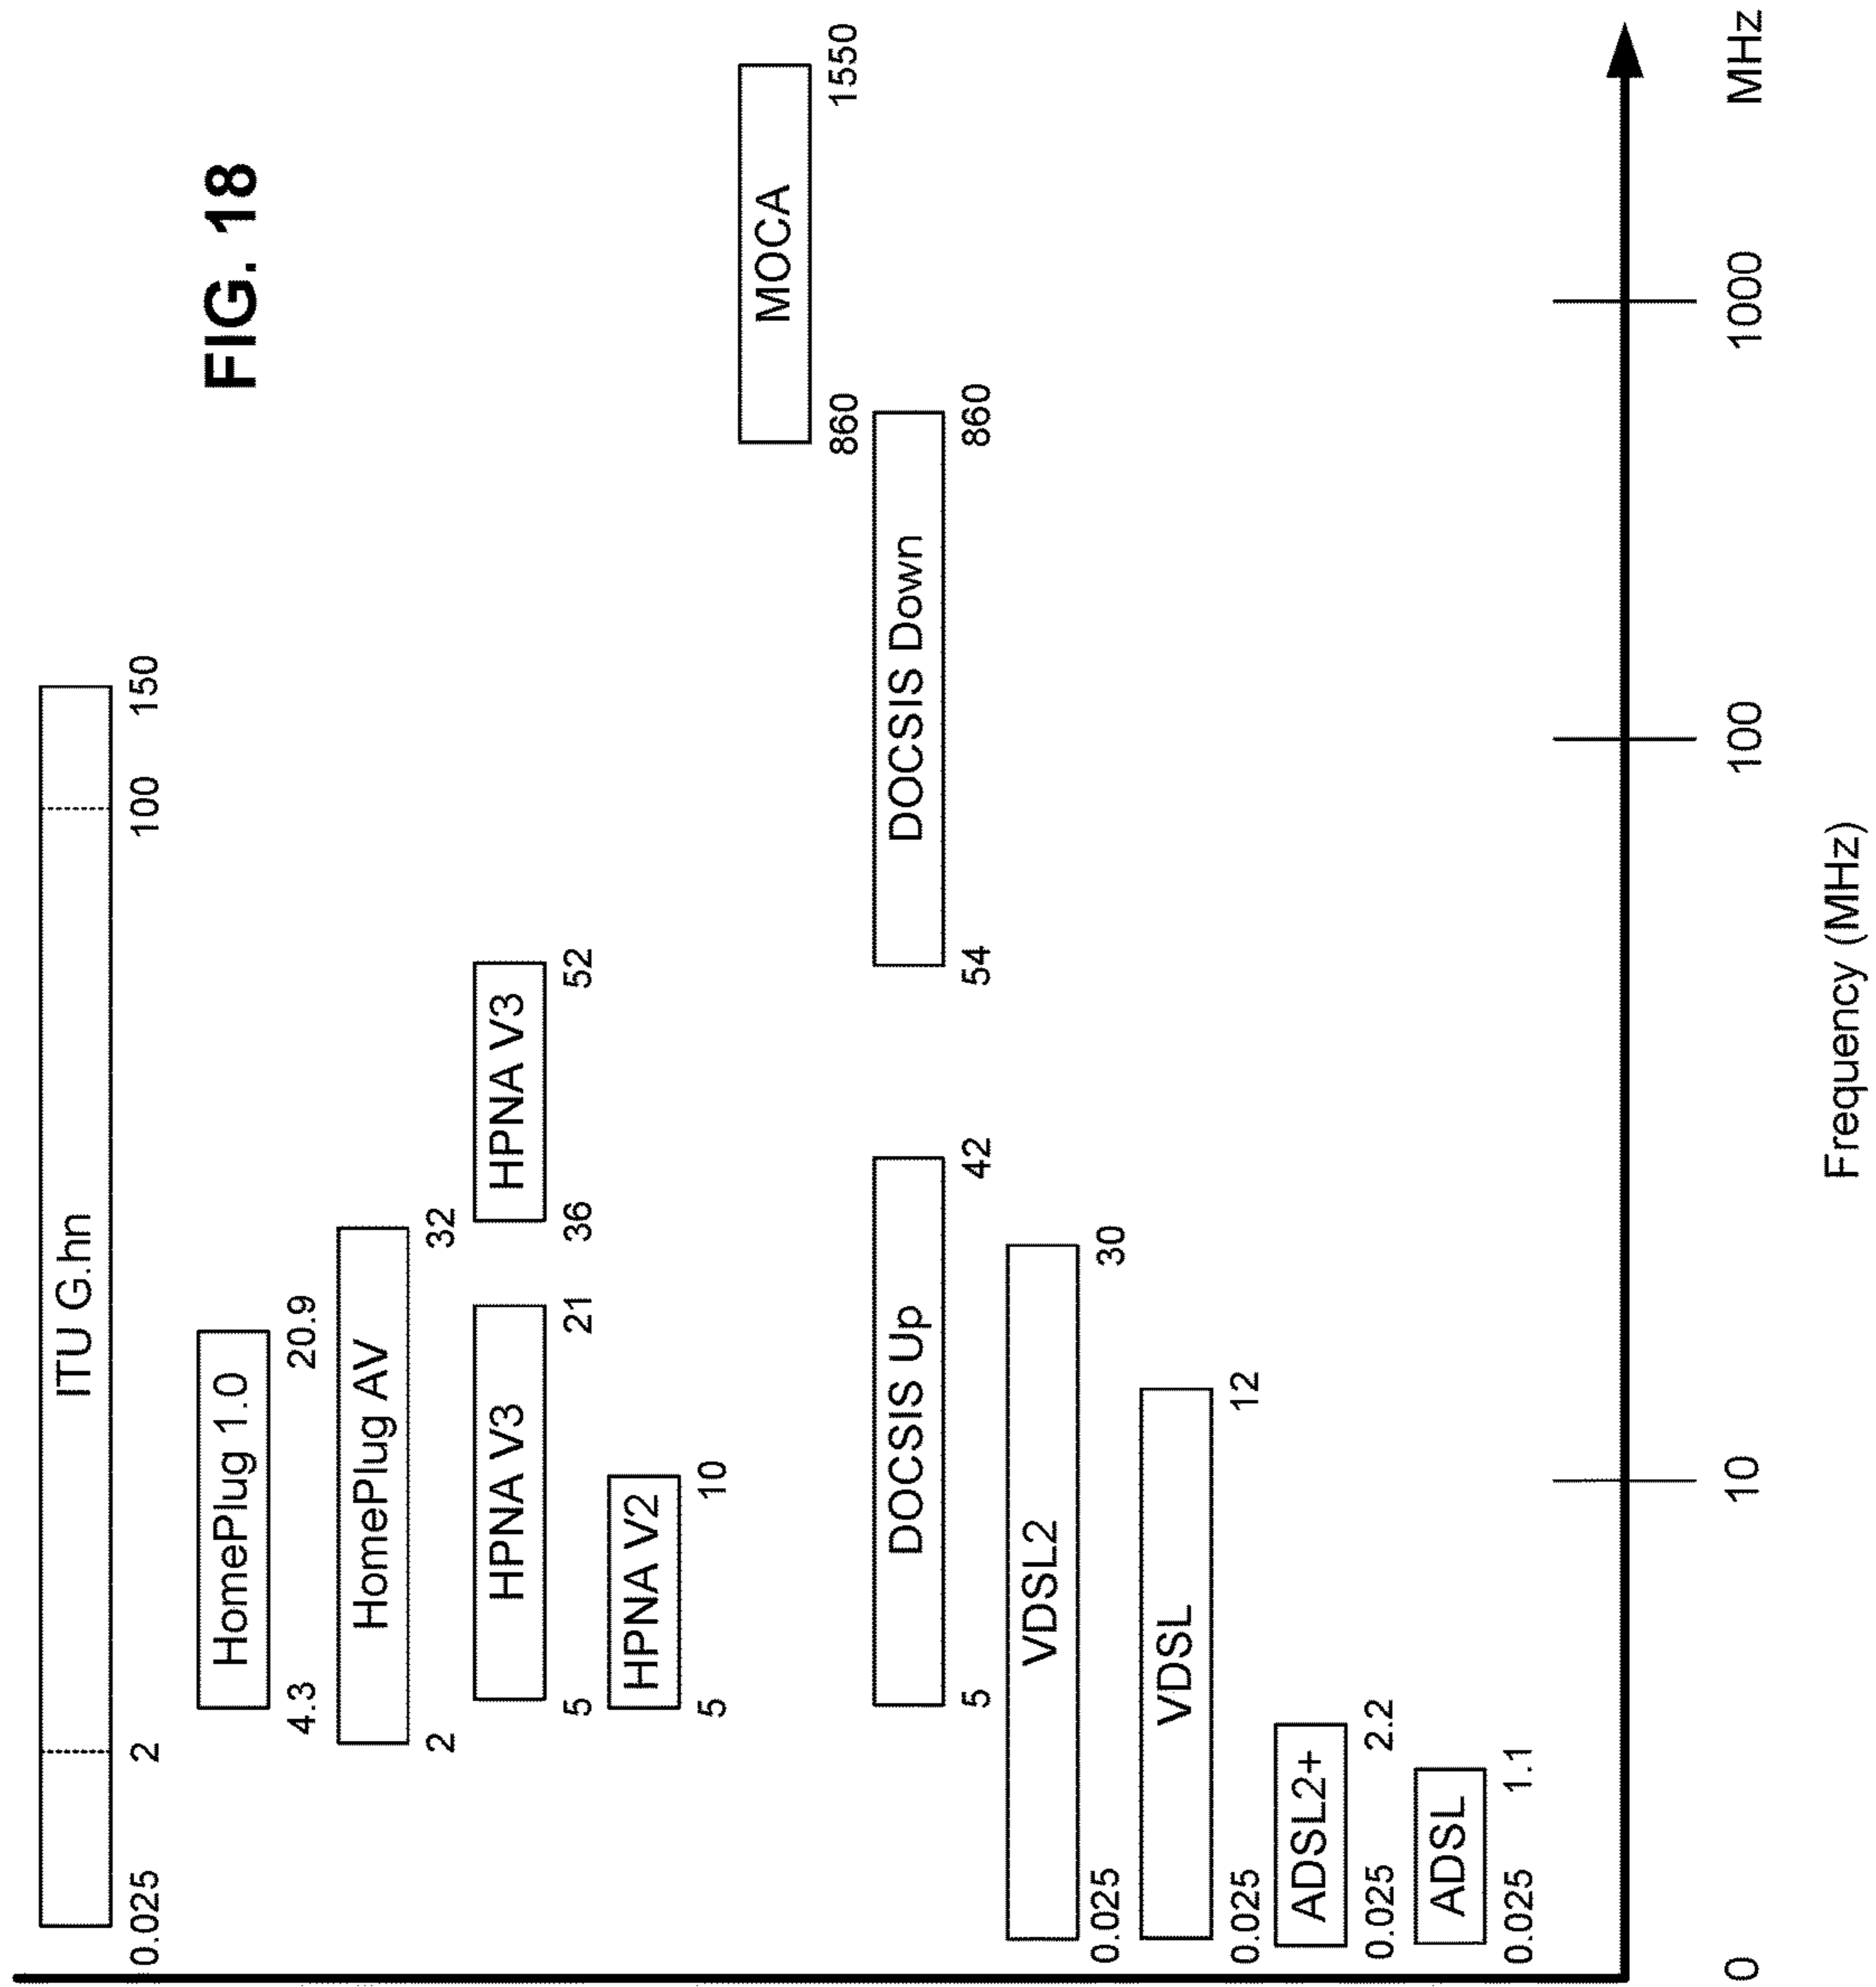 FIG. 18
ITU G.hn
0.025 2 100 150
HomePlug 1.0
4.3 20.9
HomePlug AV
2 32
HPNA V3 HPNA V3
5 21 36 52
HPNA V2
5 10
MOCA
860 1550
DOCSIS Up DOCSIS Down
5 42 54 860
VDSL2
0.025 30
VDSL
0.025 12
ADSL2+
0.025 2.2
ADSL
0.025 1.1
0 10 100 1000 MHz
Frequency (MHz)